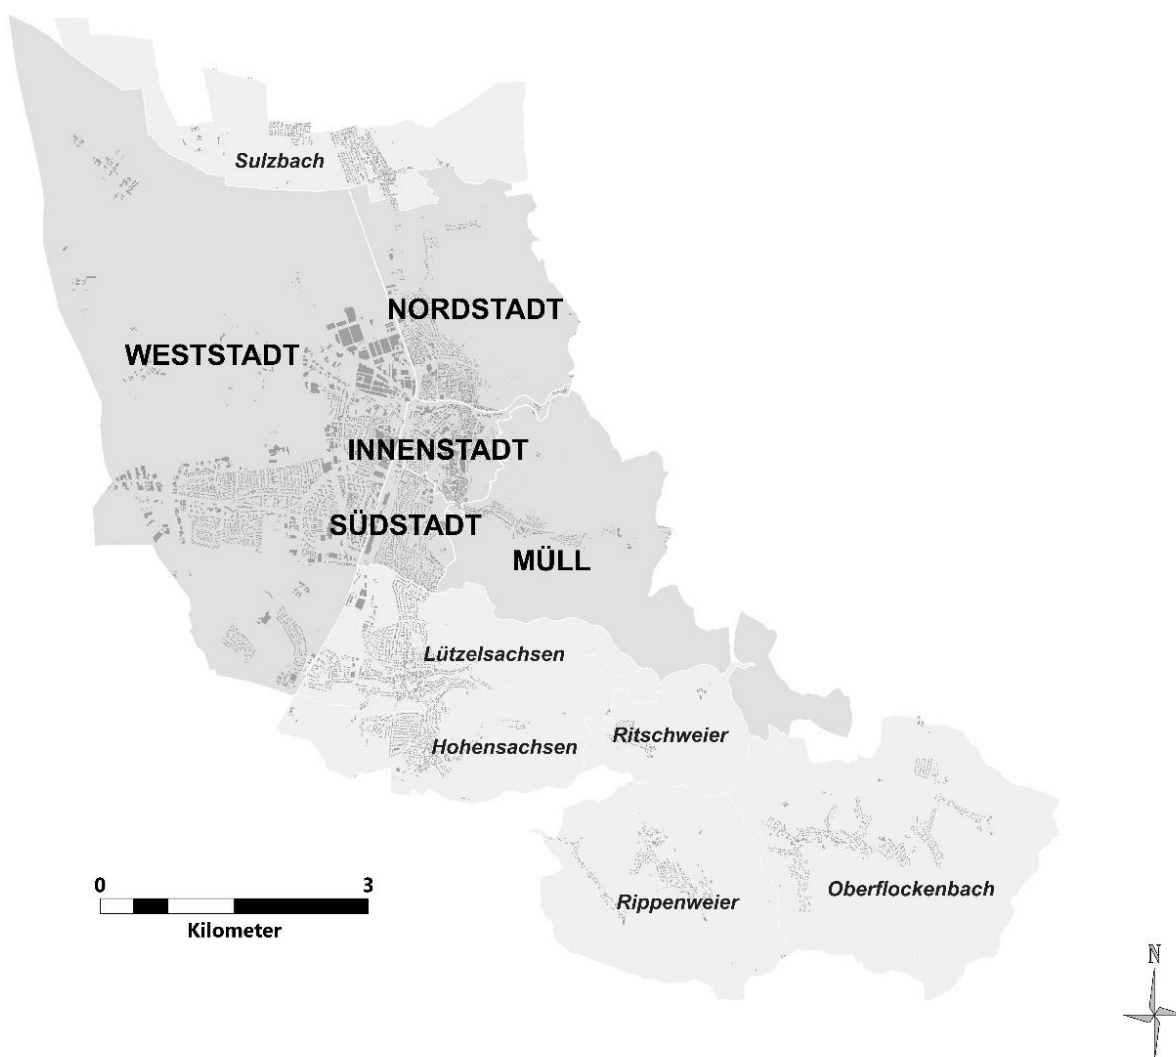 Sulzbach
NORDSTADT
WESTSTADT
INNENSTADT
SÜDSTADT
MÜLL
Lützelsachsen
Hohensachsen
Ritschweier
Rippenweier
Oberflockenbach
0 3
Kilometer
N